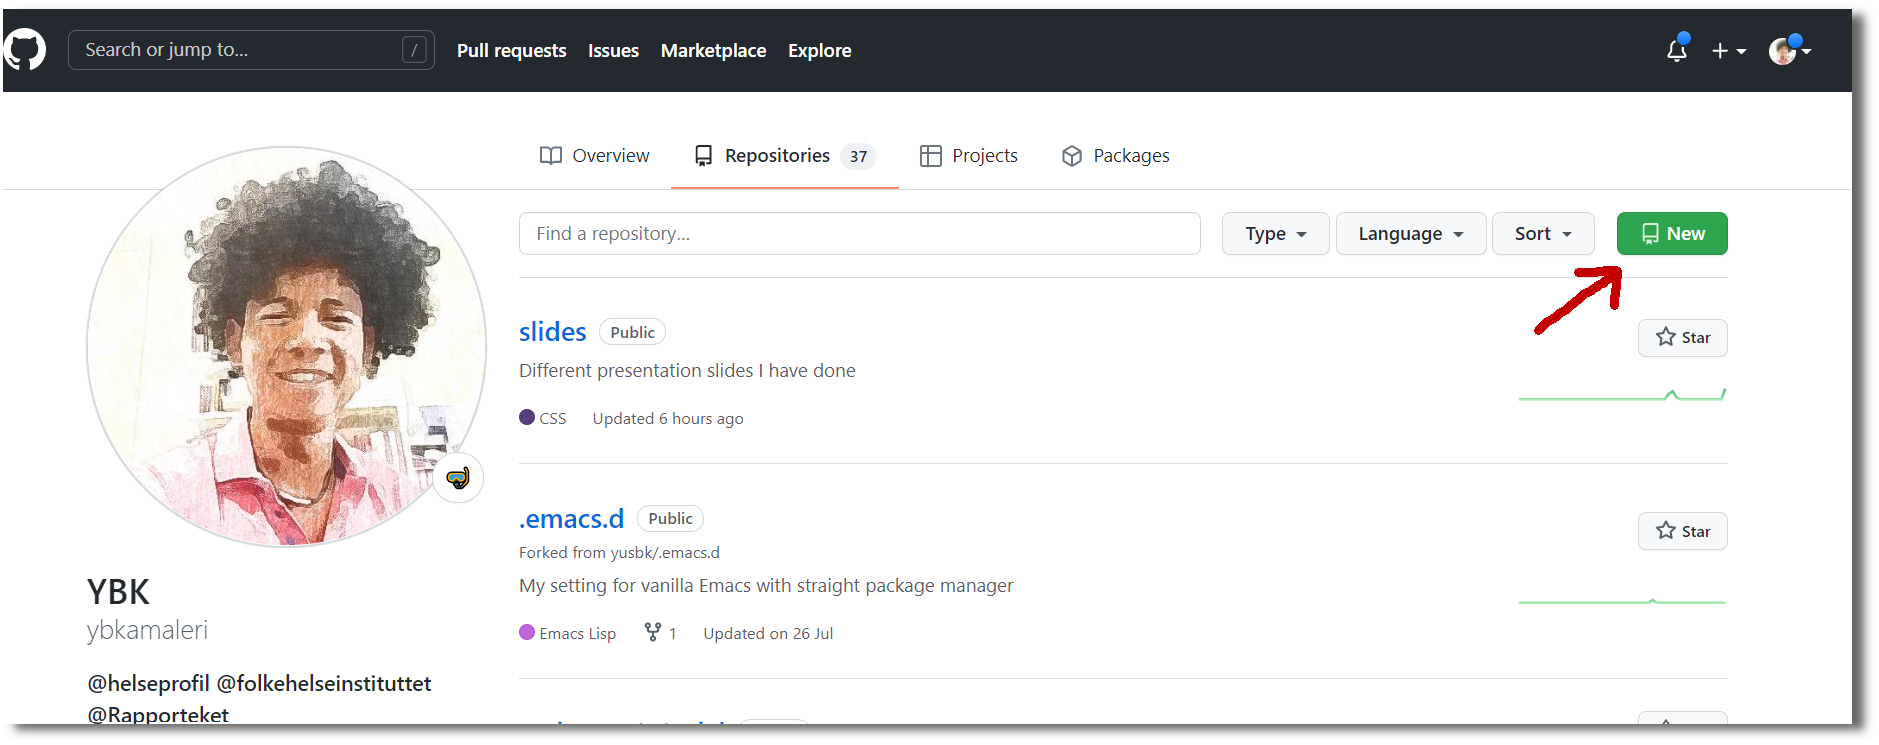 Search or jump to... /
Pull requests Issues Marketplace Explore
Overview Repositories 37 Projects Packages
Find a repository...
Type Language Sort New
slides Public
Star
Different presentation slides I have done
CSS Updated 6 hours ago
.emacs.d Public
Star
Forked from yusbk/.emacs.d
My setting for vanilla Emacs with straight package manager
Emacs Lisp 1 Updated on 26 Jul
YBK
ybkamaleri
@helseprofil @folkehelseinstituttet
@Rapporteket